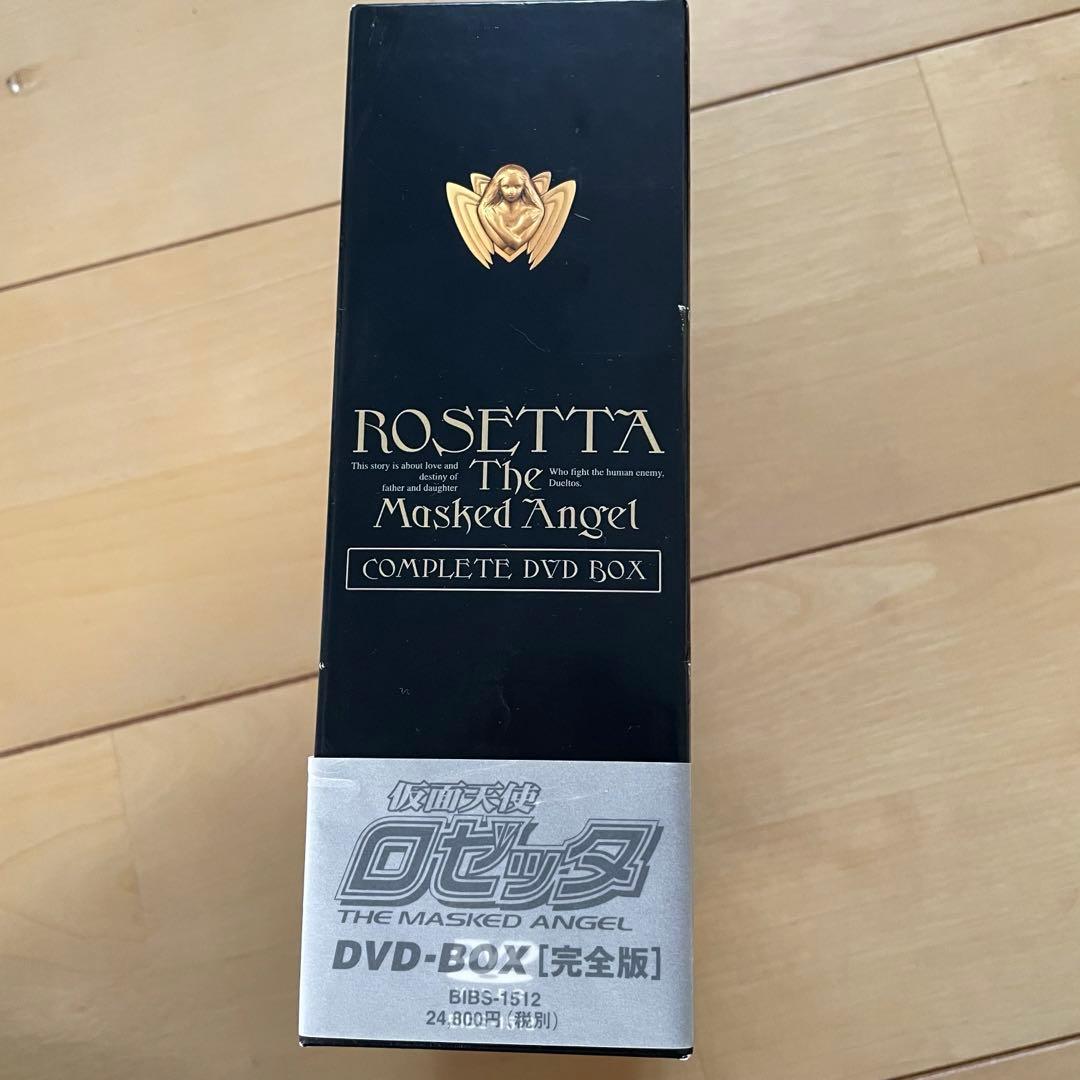 ROSETTA
This story is about love and
destiny of
father and daughter
The
Who fight the human enemy,
Dueltos.
Masked Angel
COMPLETE DVD BOX
仮面天使
ロゼッタ
THE MASKED ANGEL
DVD-BOX[完全版]
BIBS-1512
24,800円(税別)